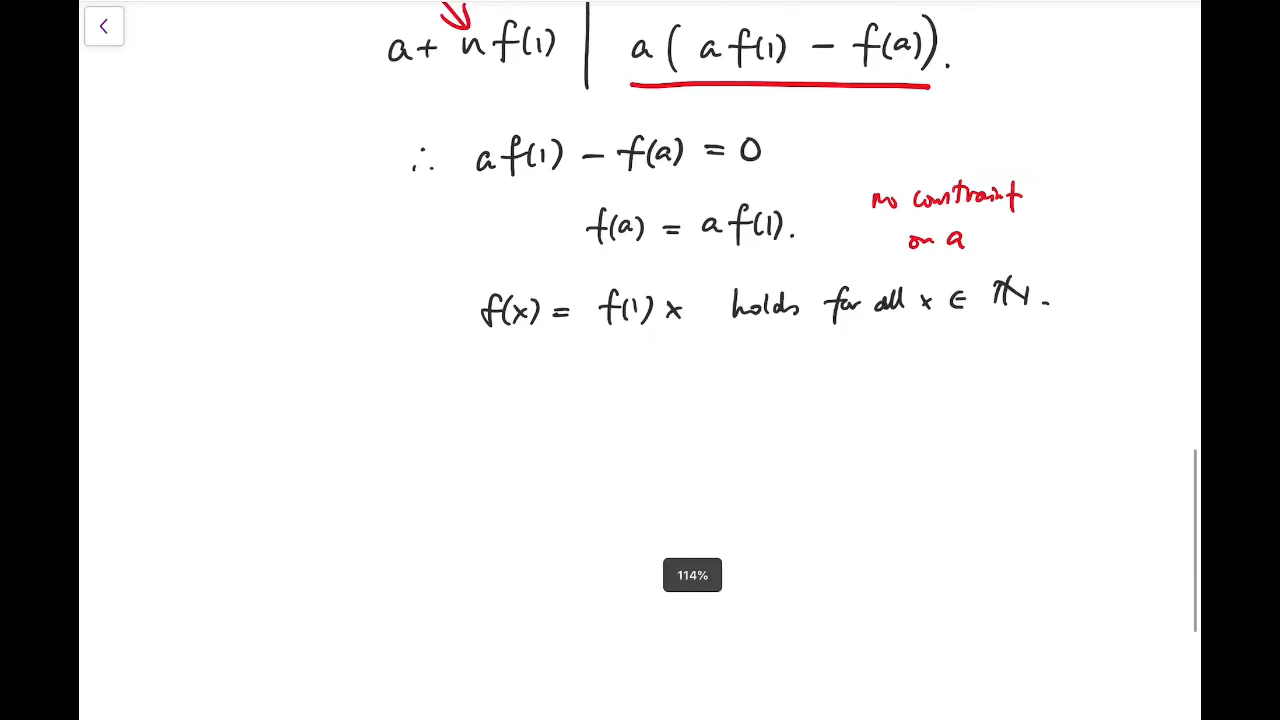 a + n f(1) | a ( a f(1) − f(a) ).
∴ a f(1) − f(a) = 0
f(a) = a f(1).
no constraint
on a
f(x) = f(1) x holds for all x ∈ ℕ.
114%